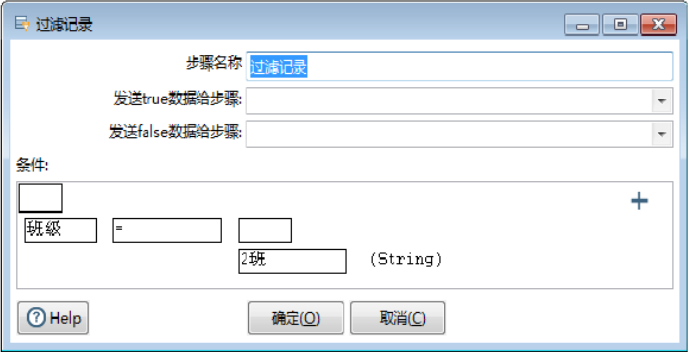 过滤记录
步骤名称 过滤记录
发送true数据给步骤:
发送false数据给步骤:
条件:
班级 =
2班 (String)
Help 确定(O) 取消(C)